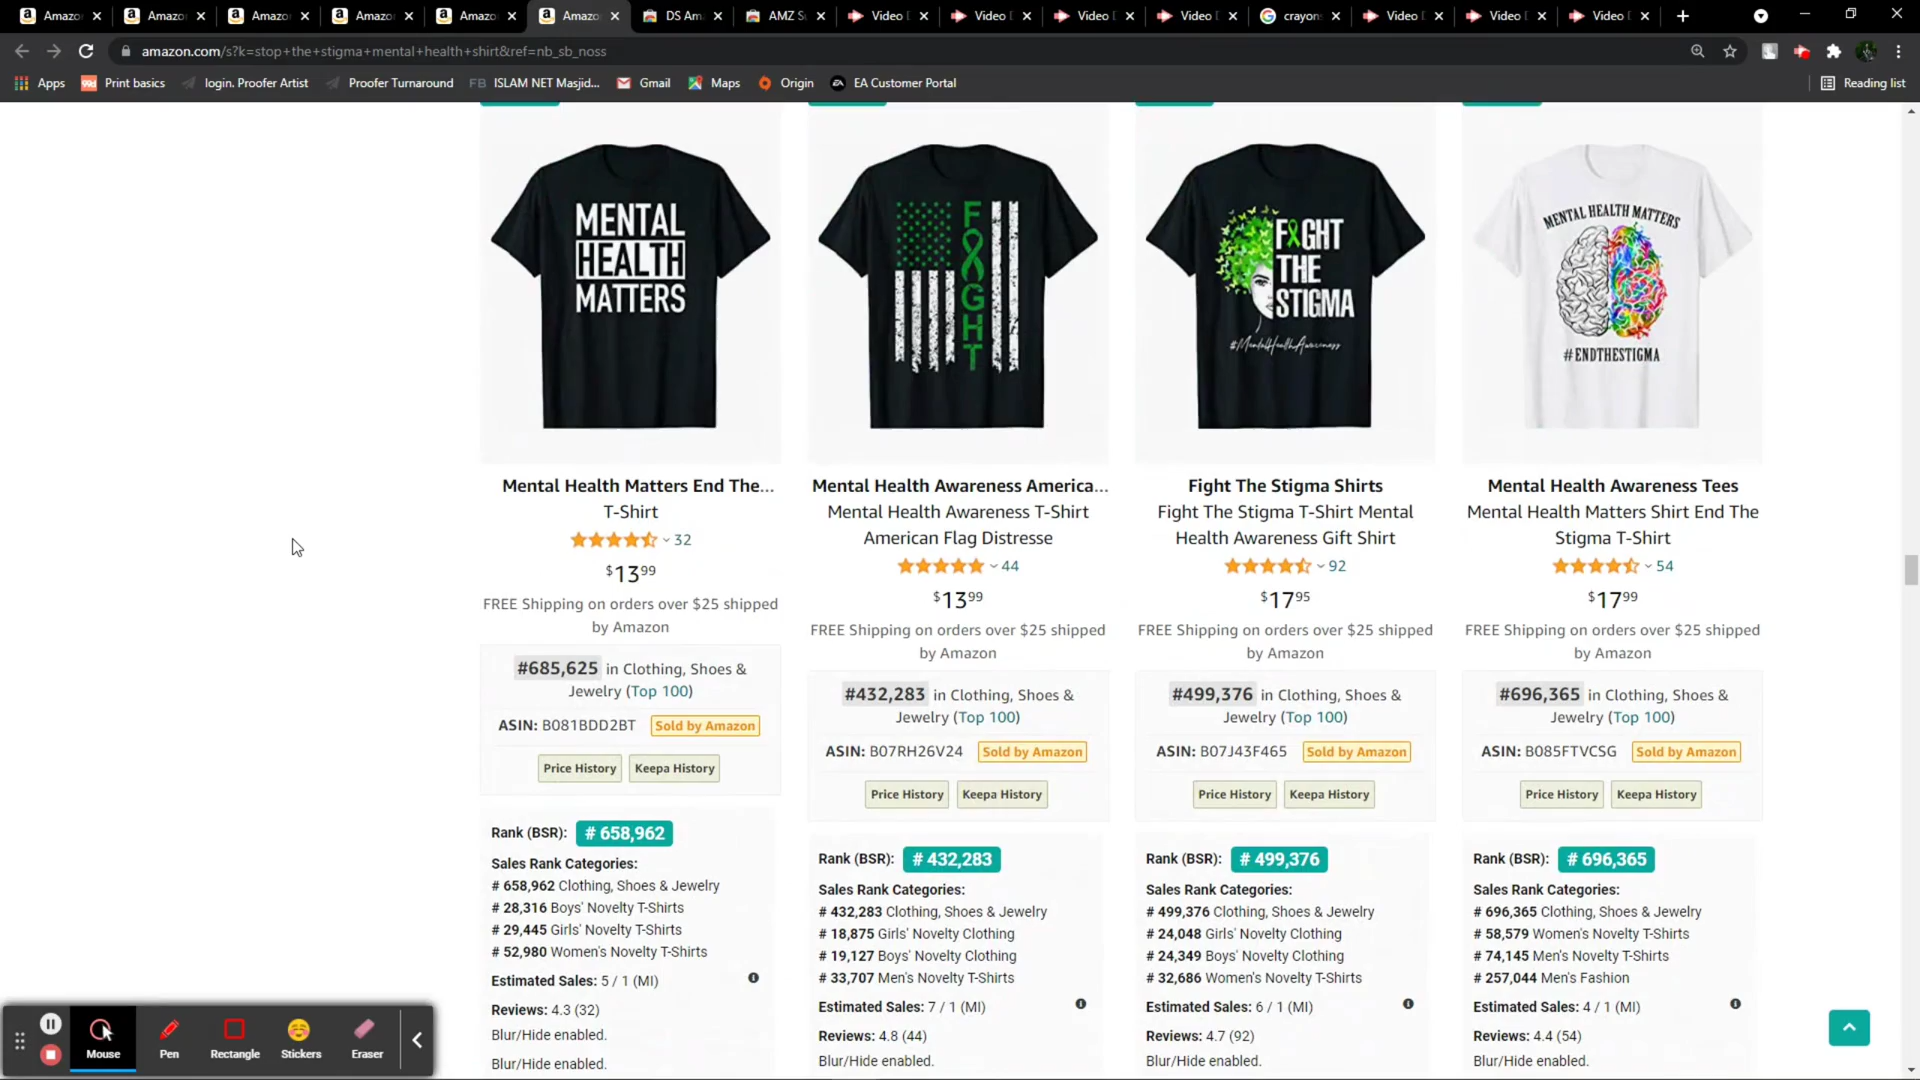 Amazo
Amazo
Amazo
Amazo
Amazo
Amazo
DS Am
AMZ S
Video
Video
Video
Video
crayon
Video
Video
Video
amazon.com/s?k=stop+the+stigma+mental+health+shirt&ref=nb_sb_noss
Apps
Print basics
login. Proofer Artist
Proofer Turnaround
FB ISLAM NET Masjid...
Gmail
Maps
Origin
EA Customer Portal
Reading list
MENTAL
HEALTH
MATTERS
FIGHT
FIGHT
THE
STIGMA
#MentalHealthAwareness
MENTAL HEALTH MATTERS
#ENDTHESTIGMA
Mental Health Matters End The...
T-Shirt
32
$13.99
FREE Shipping on orders over $25 shipped
by Amazon
#685,625 in Clothing, Shoes &
Jewelry (Top 100)
ASIN: B081BDD2BT Sold by Amazon
Price History Keepa History
Rank (BSR): # 658,962
Sales Rank Categories:
# 658,962 Clothing, Shoes & Jewelry
# 28,316 Boys' Novelty T-Shirts
# 29,445 Girls' Novelty T-Shirts
# 52,980 Women's Novelty T-Shirts
Estimated Sales: 5 / 1 (MI)
Reviews: 4.3 (32)
Blur/Hide enabled.
Blur/Hide enabled.
Mental Health Awareness America...
Mental Health Awareness T-Shirt
American Flag Distresse
44
$13.99
FREE Shipping on orders over $25 shipped
by Amazon
#432,283 in Clothing, Shoes &
Jewelry (Top 100)
ASIN: B07RH26V24 Sold by Amazon
Price History Keepa History
Rank (BSR): # 432,283
Sales Rank Categories:
# 432,283 Clothing, Shoes & Jewelry
# 18,875 Girls' Novelty Clothing
# 19,127 Boys' Novelty Clothing
# 33,707 Men's Novelty T-Shirts
Estimated Sales: 7 / 1 (MI)
Reviews: 4.8 (44)
Blur/Hide enabled.
Fight The Stigma Shirts
Fight The Stigma T-Shirt Mental
Health Awareness Gift Shirt
92
$17.95
FREE Shipping on orders over $25 shipped
by Amazon
#499,376 in Clothing, Shoes &
Jewelry (Top 100)
ASIN: B07J43F465 Sold by Amazon
Price History Keepa History
Rank (BSR): # 499,376
Sales Rank Categories:
# 499,376 Clothing, Shoes & Jewelry
# 24,048 Girls' Novelty Clothing
# 24,349 Boys' Novelty Clothing
# 32,686 Women's Novelty T-Shirts
Estimated Sales: 6 / 1 (MI)
Reviews: 4.7 (92)
Blur/Hide enabled.
Mental Health Awareness Tees
Mental Health Matters Shirt End The
Stigma T-Shirt
54
$17.99
FREE Shipping on orders over $25 shipped
by Amazon
#696,365 in Clothing, Shoes &
Jewelry (Top 100)
ASIN: B085FTVCSG Sold by Amazon
Price History Keepa History
Rank (BSR): # 696,365
Sales Rank Categories:
# 696,365 Clothing, Shoes & Jewelry
# 58,579 Women's Novelty T-Shirts
# 74,145 Men's Novelty T-Shirts
# 257,044 Men's Fashion
Estimated Sales: 4 / 1 (MI)
Reviews: 4.4 (54)
Blur/Hide enabled.
Mouse
Pen
Rectangle
Stickers
Eraser